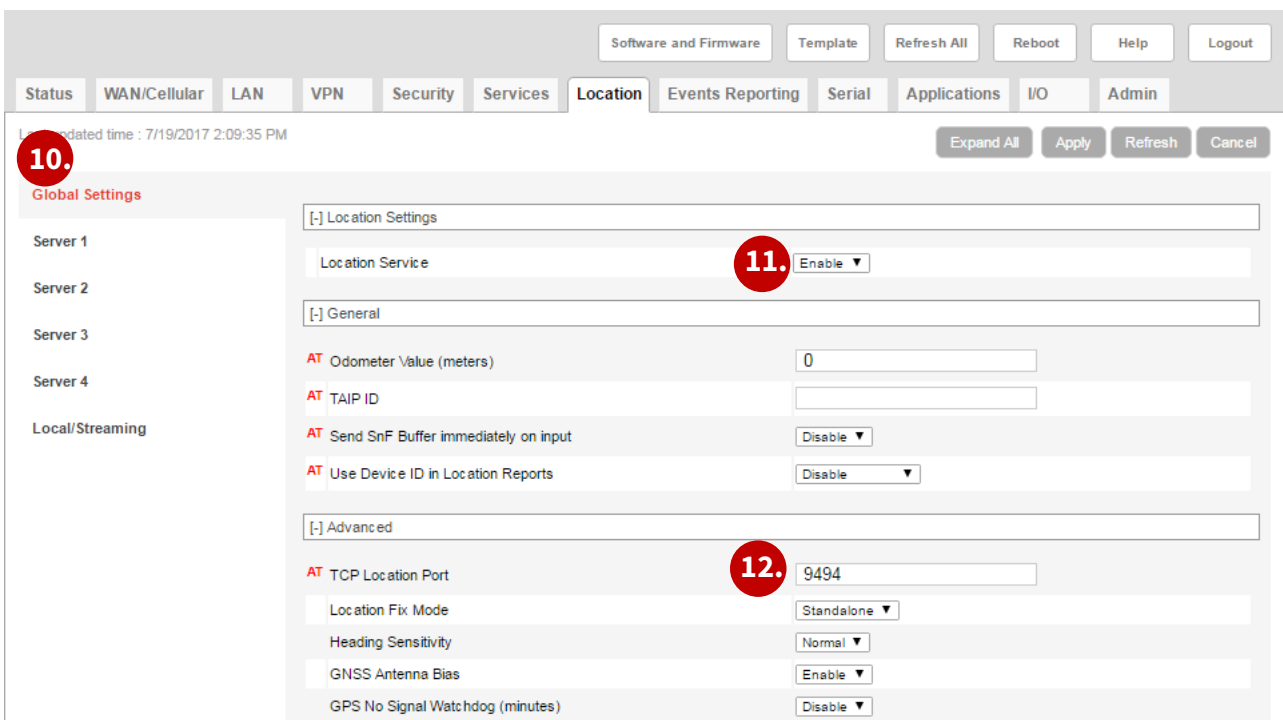 Software and Firmware Template Refresh All Reboot Help Logout
Status WAN/Cellular LAN VPN Security Services Location Events Reporting Serial Applications I/O Admin
updated time : 7/19/2017 2:09:35 PM
Expand All Apply Refresh Cancel
10.
Global Settings
[-] Location Settings
Server 1
Location Service 11. Enable ▼
Server 2
[-] General
Server 3
AT Odometer Value (meters) 0
Server 4
AT TAIP ID
Local/Streaming
AT Send SnF Buffer immediately on input Disable ▼
AT Use Device ID in Location Reports Disable ▼
[-] Advanced
AT TCP Location Port 12. 9494
Location Fix Mode Standalone ▼
Heading Sensitivity Normal ▼
GNSS Antenna Bias Enable ▼
GPS No Signal Watchdog (minutes) Disable ▼